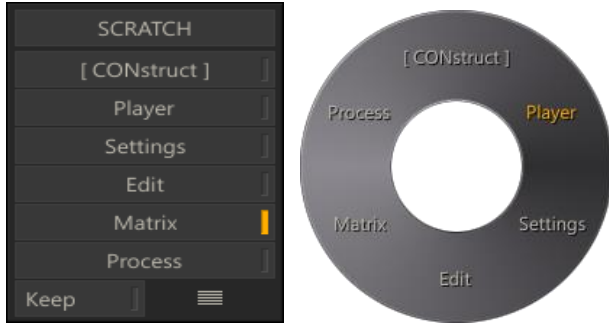 SCRATCH
[ CONstruct ]
Player
Settings
Edit
Matrix
Process
Keep
[ CONstruct ]
Process
Player
Matrix
Settings
Edit